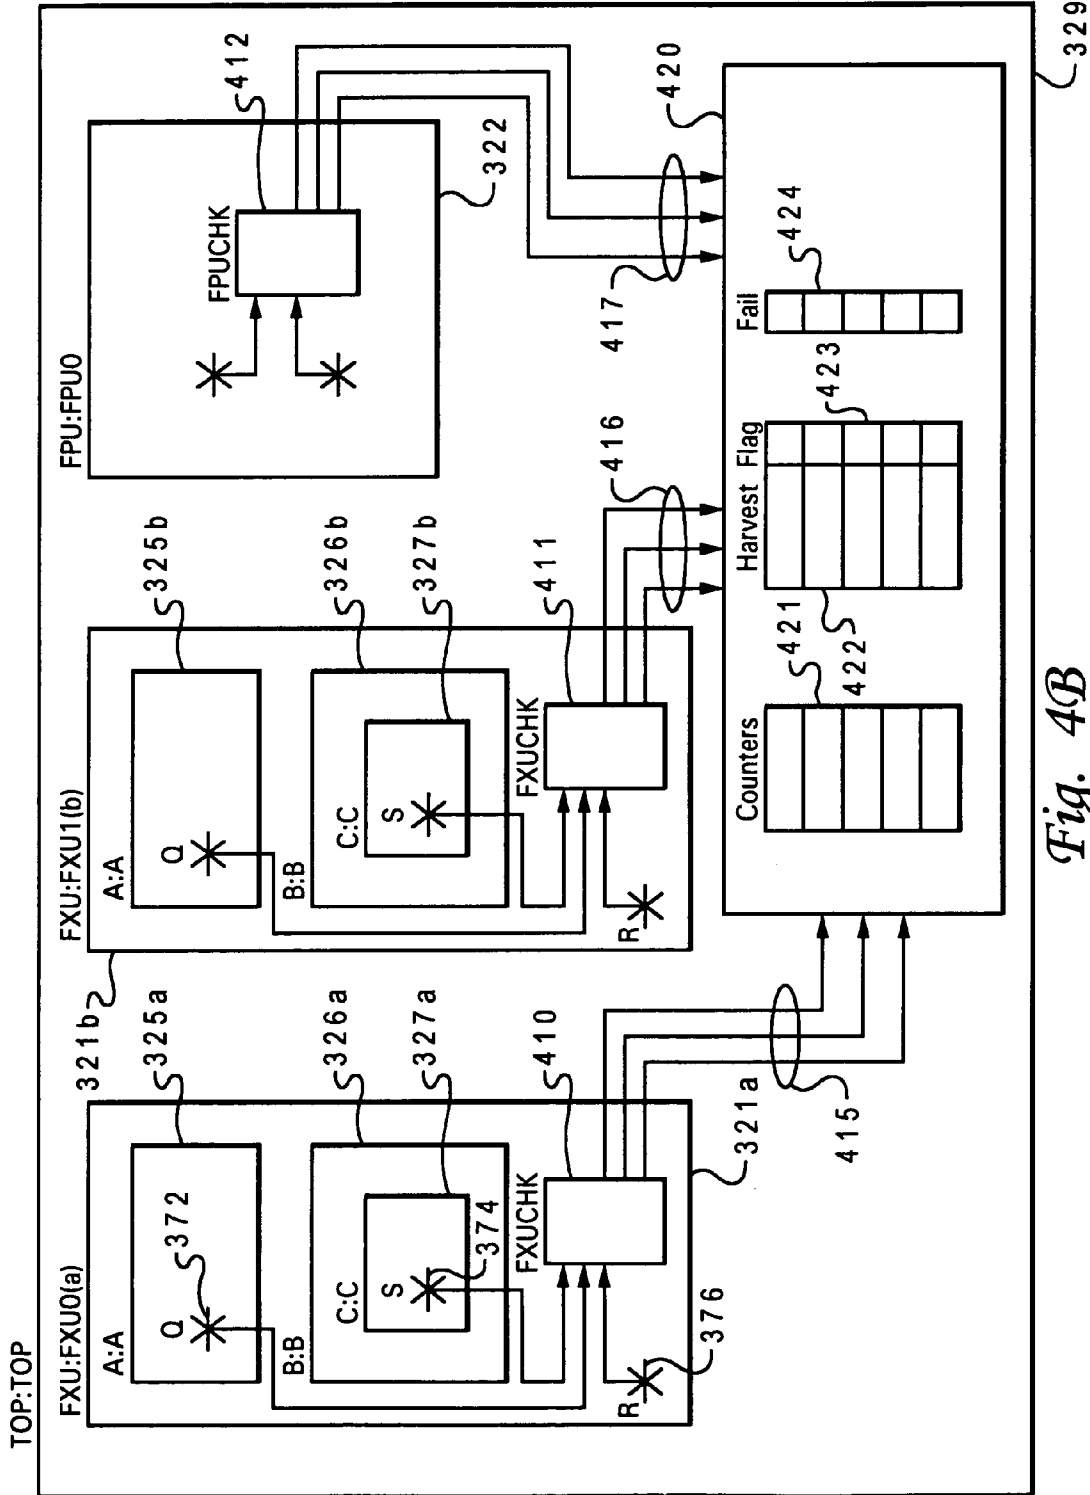 TOP:TOP
FXU:FXU0(a)
A:A
Q
372
325a
B:B
C:C
S
374
326a
327a
FXUCHK
410
R
376
321a
415
321b
FXU:FXU1(b)
A:A
Q
325b
B:B
C:C
S
326b
327b
FXUCHK
411
R
416
FPU:FPU0
FPUCHK
412
322
417
420
Counters
421
Harvest
422
Flag
423
Fail
424
329
Fig. 4B